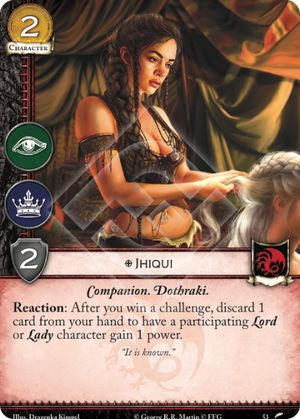 2
CHARACTER
2
JHIQUI
Companion. Dothraki.
Reaction: After you win a challenge, discard 1
card from your hand to have a participating Lord
or Lady character gain 1 power.
"It is known."
Illus. Drazenka Kimpel © George R.R. Martin © FFG 53